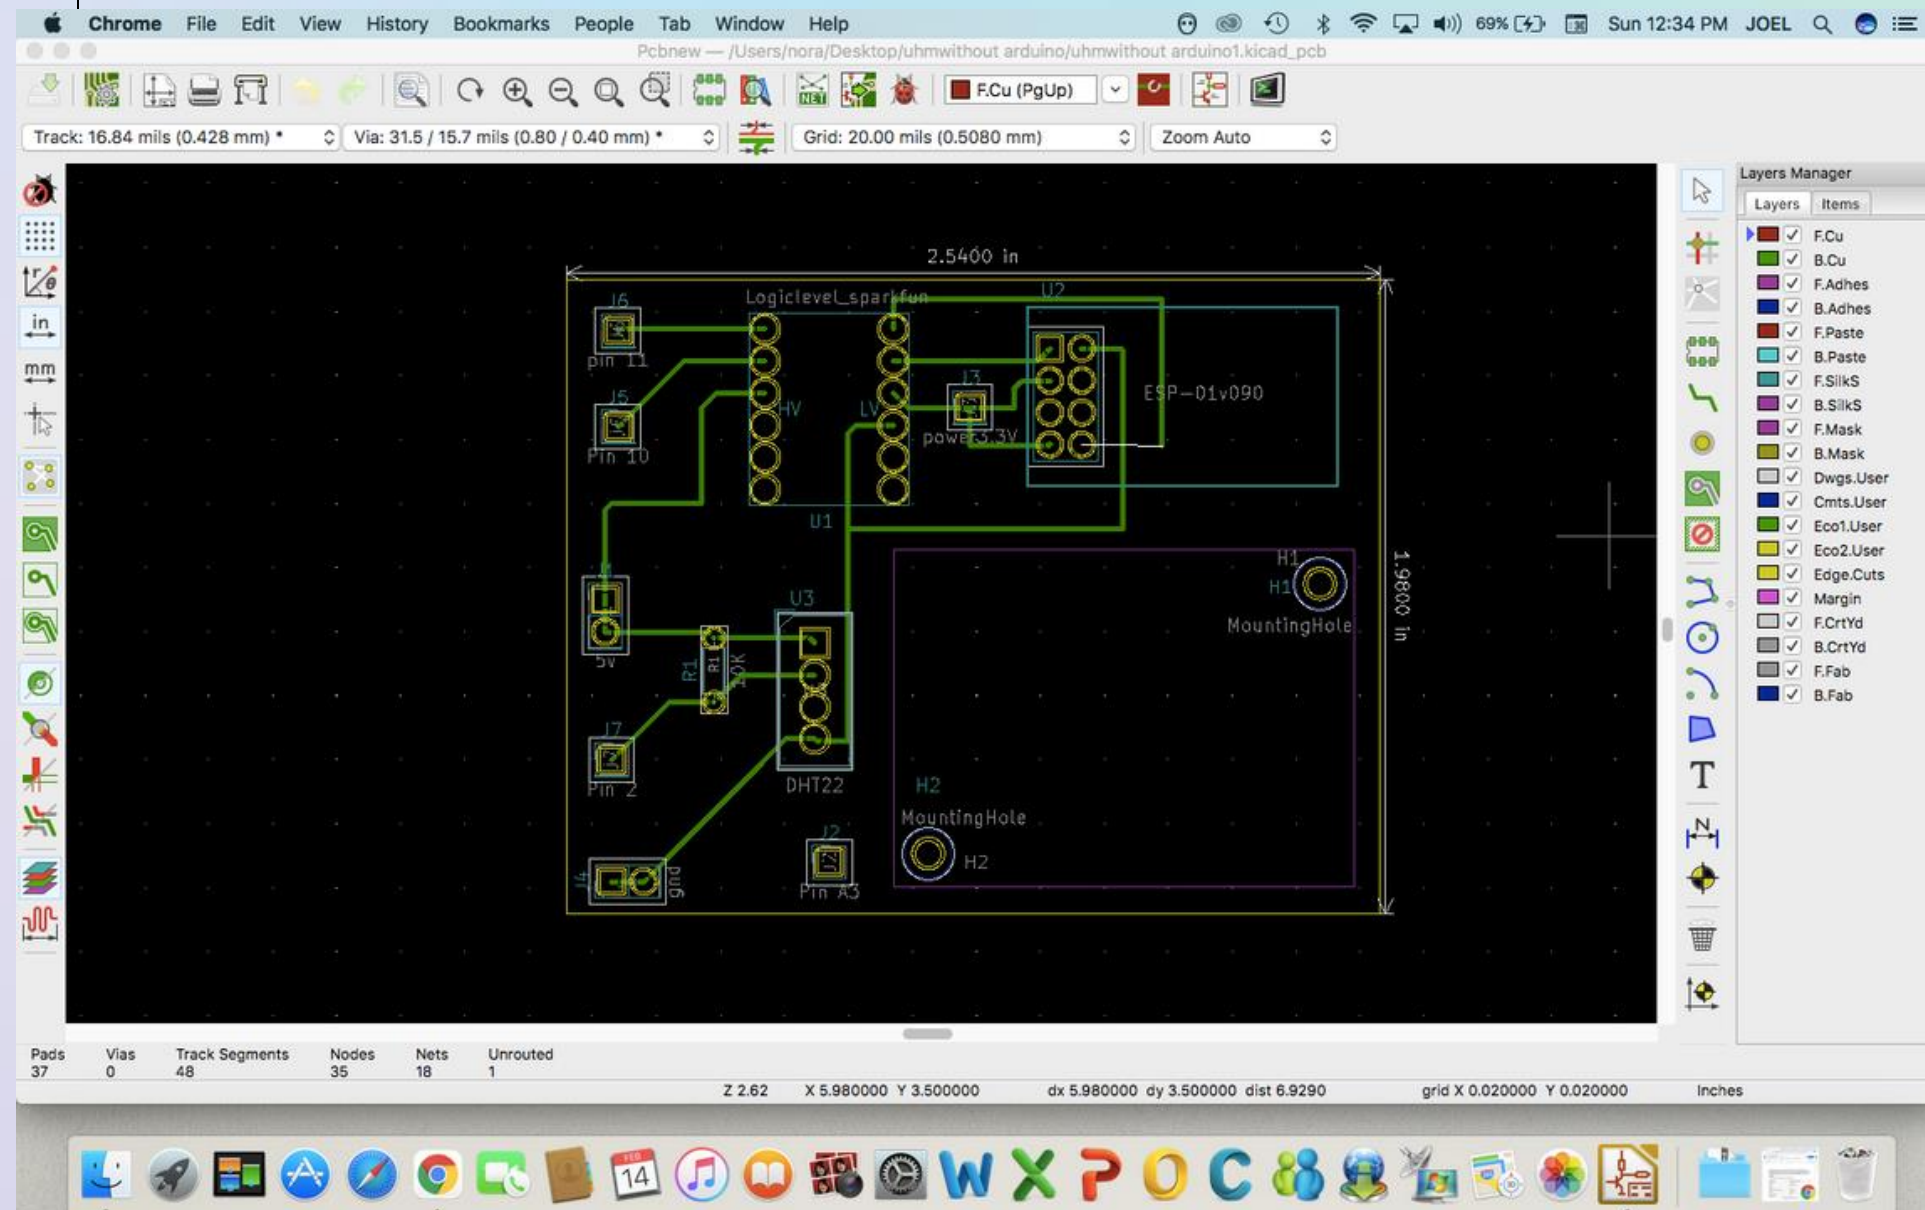 Chrome File Edit View History Bookmarks People Tab Window Help 69% Sun 12:34 PM JOEL
Pcbnew — /Users/nora/Desktop/uhmwithout arduino/uhmwithout arduino1.kicad_pcb
NET F.Cu (PgUp)
Track: 16.84 mils (0.428 mm) * Via: 31.5 / 15.7 mils (0.80 / 0.40 mm) * Grid: 20.00 mils (0.5080 mm) Zoom Auto
in
mm
2.5400 in
J6
Logiclevel_sparkfun
U2
pin 11
J5
HV
LV
J3
ESP-01v090
Pin 10
power3.3V
U1
H1
H1
MountingHole
1.9800 in
U3
5v
R1
R1
10K
J7
Pin 2
DHT22
H2
MountingHole
H2
J2
J2
Pin A3
J4
gnd
Layers Manager
Layers Items
F.Cu
B.Cu
F.Adhes
B.Adhes
F.Paste
B.Paste
F.SilkS
B.SilkS
F.Mask
B.Mask
Dwgs.User
Cmts.User
Eco1.User
Eco2.User
Edge.Cuts
Margin
F.CrtYd
B.CrtYd
F.Fab
B.Fab
T
N
Pads Vias Track Segments Nodes Nets Unrouted
37 0 48 35 18 1
Z 2.62 X 5.980000 Y 3.500000 dx 5.980000 dy 3.500000 dist 6.9290 grid X 0.020000 Y 0.020000 Inches
FEB
14